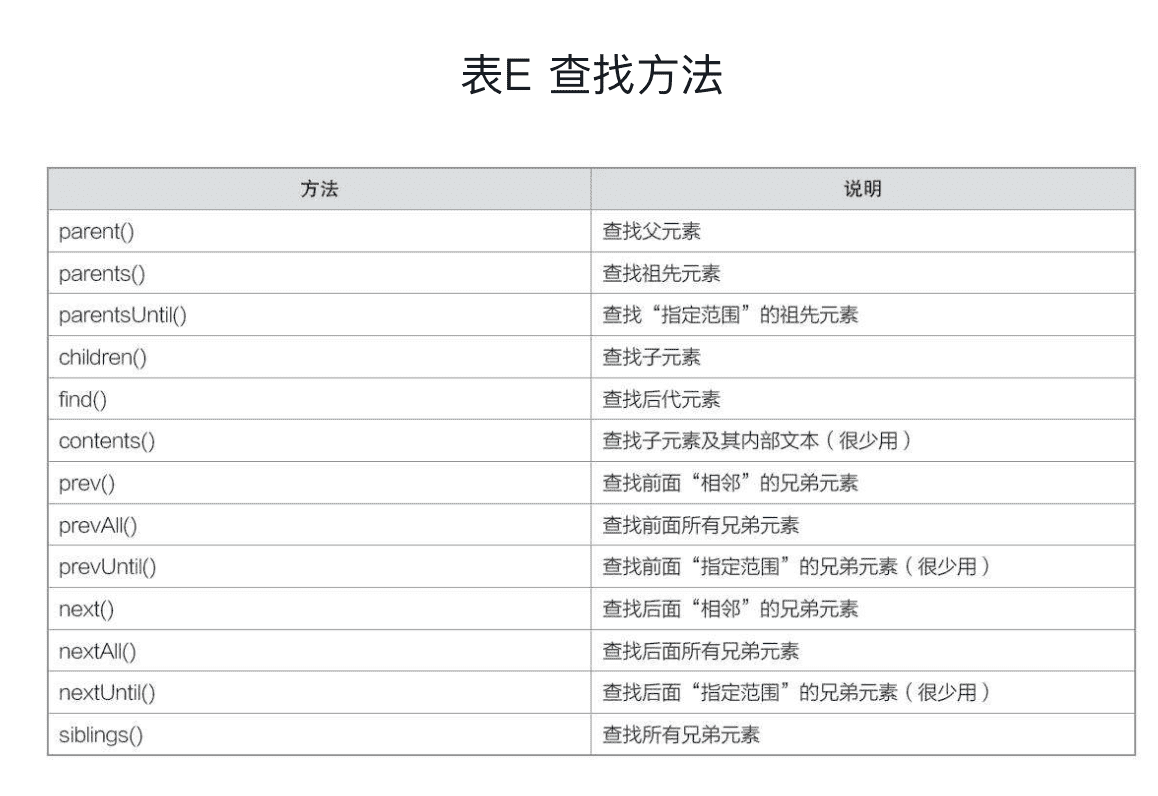 表E 查找方法
方法 说明
parent() 查找父元素
parents() 查找祖先元素
parentsUntil() 查找“指定范围”的祖先元素
children() 查找子元素
find() 查找后代元素
contents() 查找子元素及其内部文本（很少用）
prev() 查找前面“相邻”的兄弟元素
prevAll() 查找前面所有兄弟元素
prevUntil() 查找前面“指定范围”的兄弟元素（很少用）
next() 查找后面“相邻”的兄弟元素
nextAll() 查找后面所有兄弟元素
nextUntil() 查找后面“指定范围”的兄弟元素（很少用）
siblings() 查找所有兄弟元素